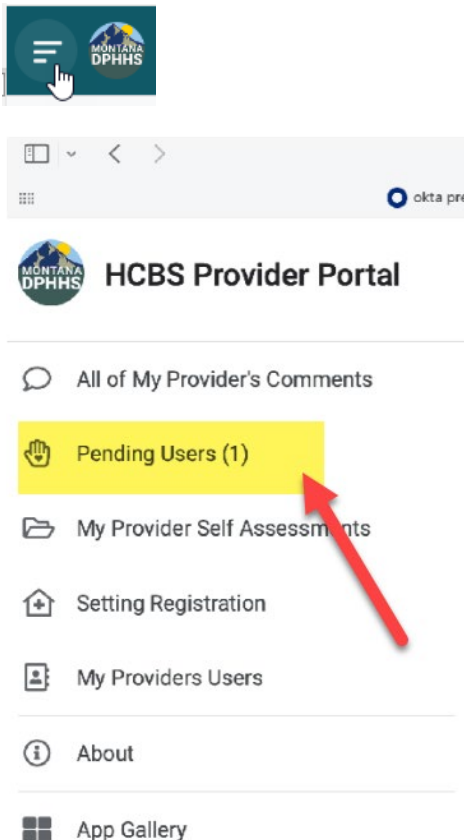 MONTANA
DPHHS
okta pre
MONTANA
DPHHS
HCBS Provider Portal
All of My Provider's Comments
Pending Users (1)
My Provider Self Assessments
Setting Registration
My Providers Users
About
App Gallery